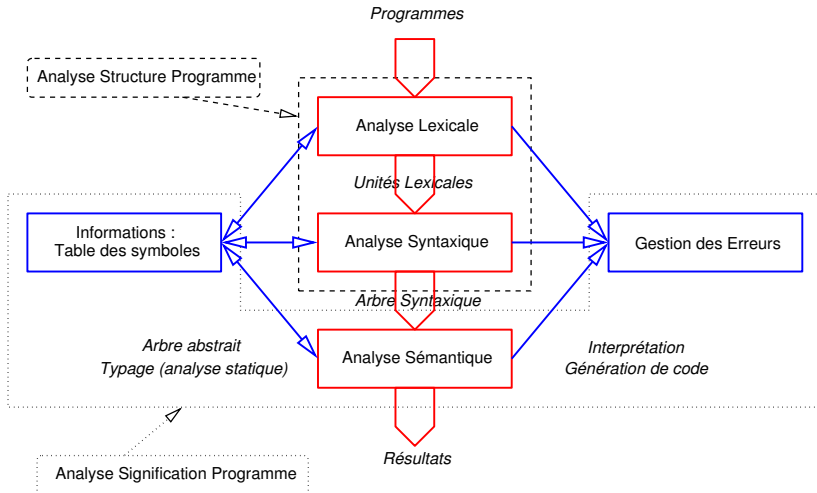 Programmes
Analyse Structure Programme
Analyse Lexicale
Unités Lexicales
Informations :
Table des symboles
Analyse Syntaxique
Gestion des Erreurs
Arbre Syntaxique
Arbre abstrait
Typage (analyse statique)
Analyse Sémantique
Interprétation
Génération de code
Résultats
Analyse Signification Programme